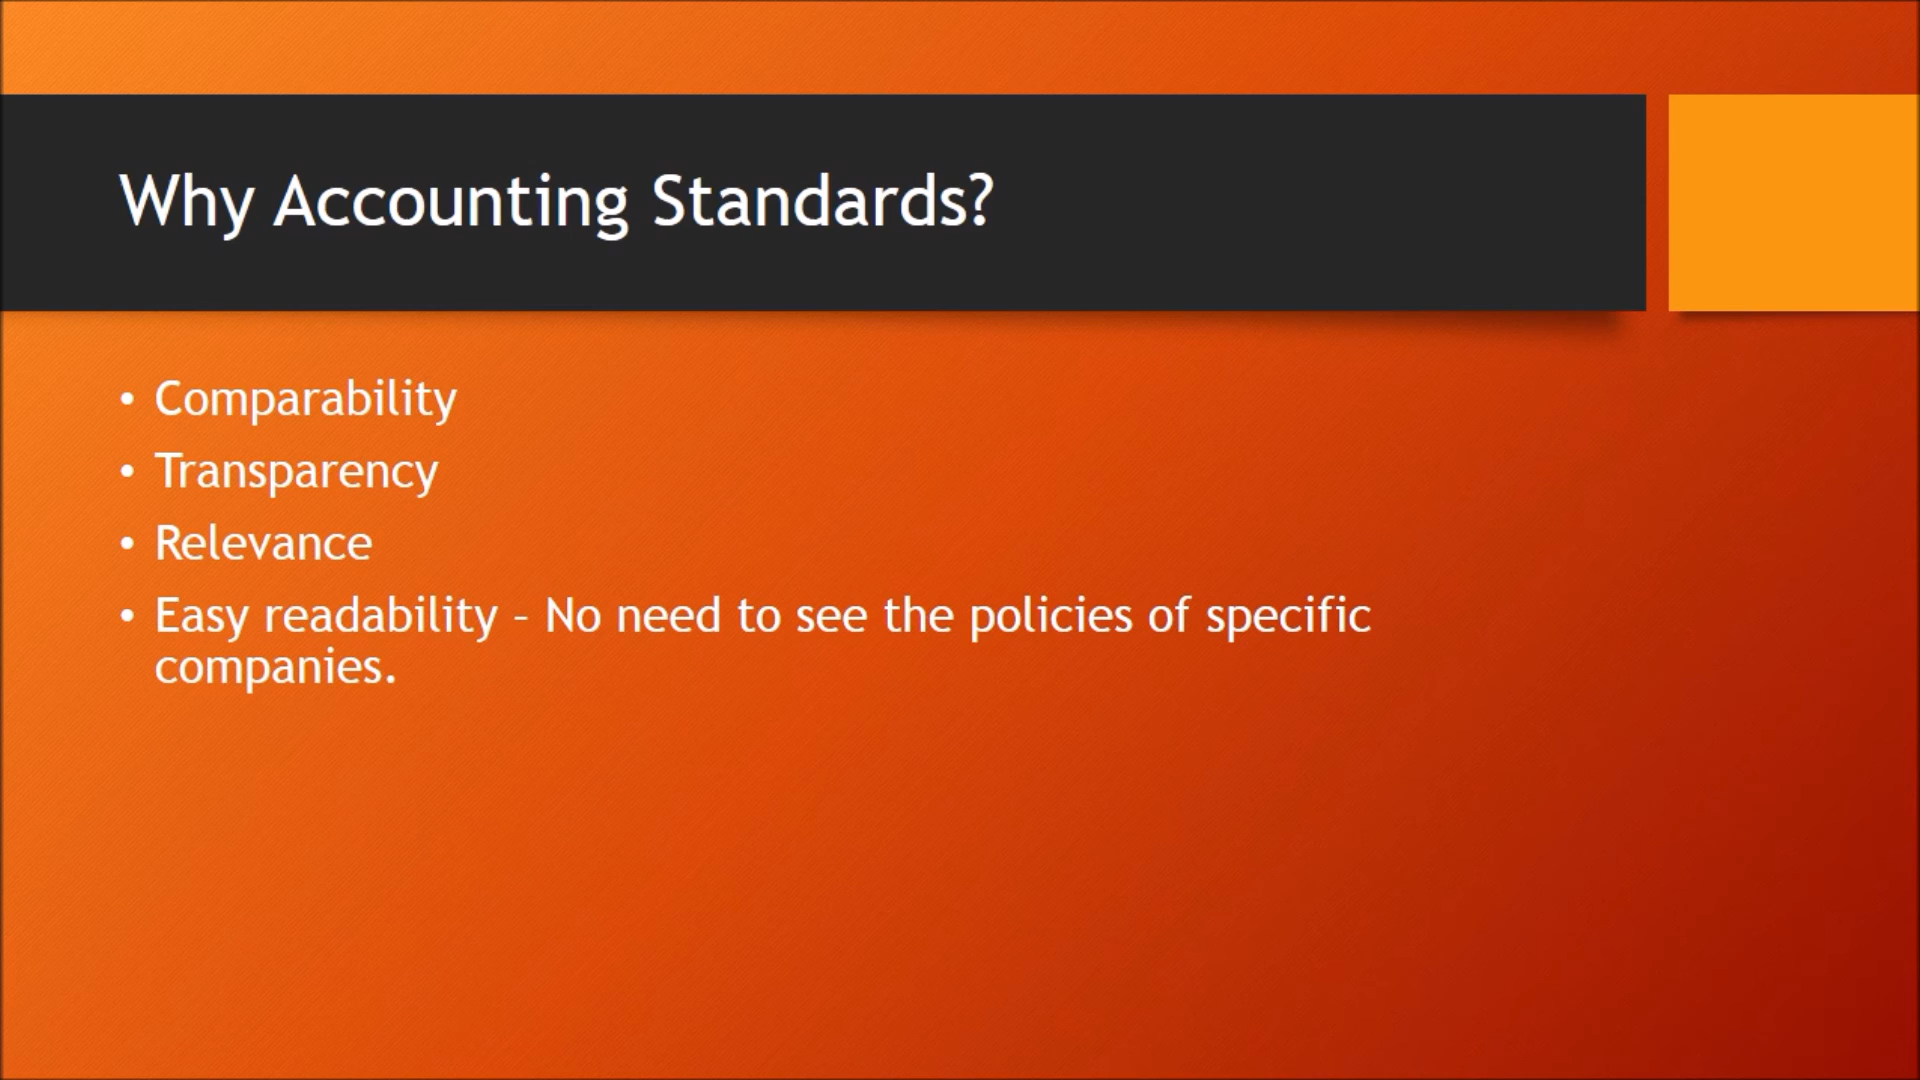 Why Accounting Standards?
• Comparability
• Transparency
• Relevance
• Easy readability – No need to see the policies of specific
companies.